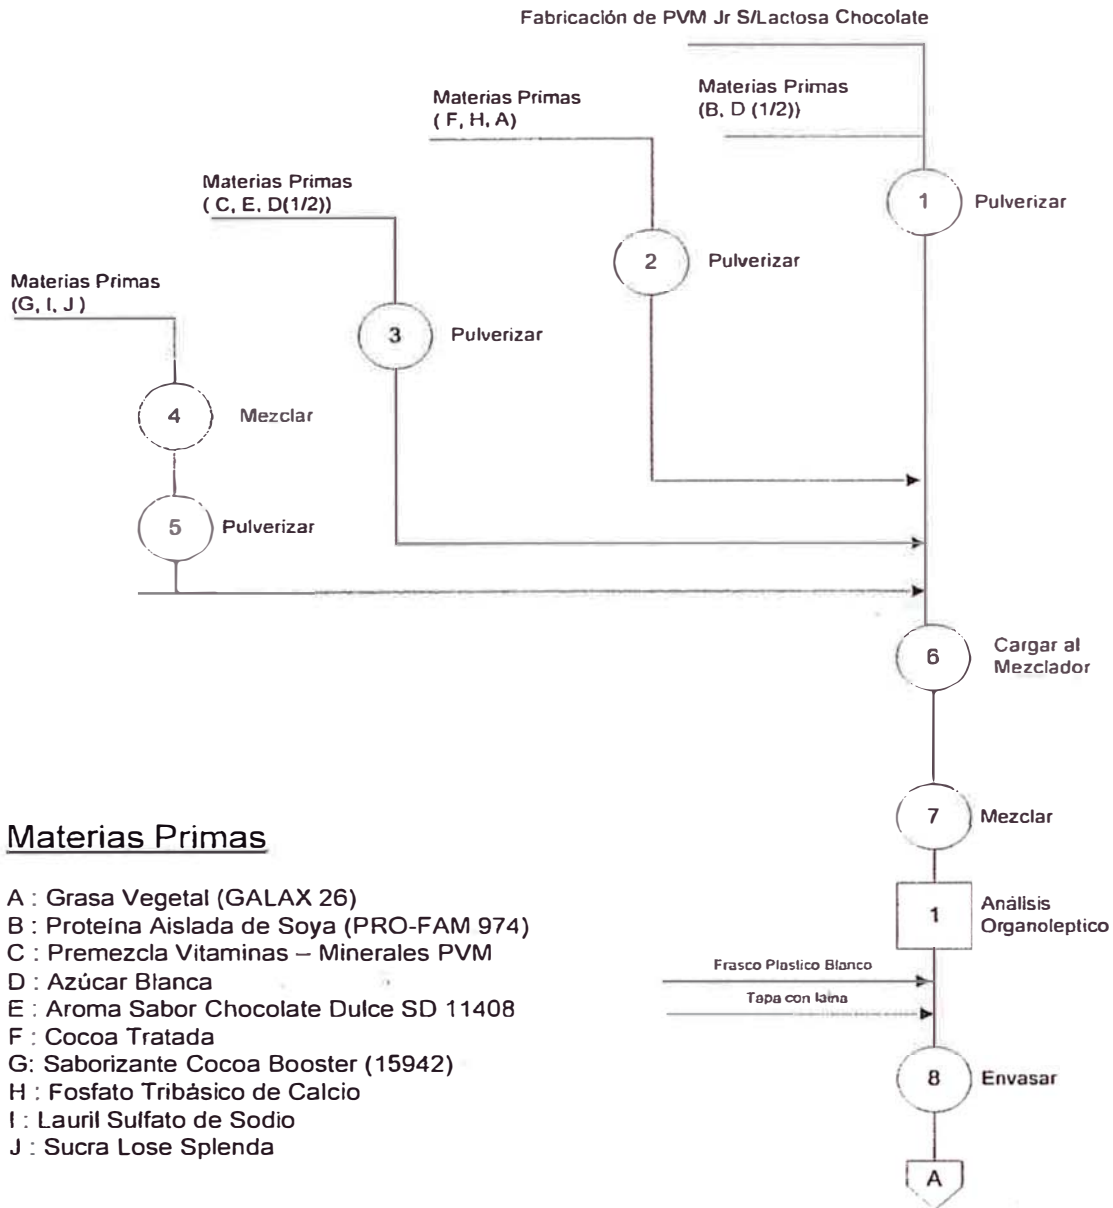 Fabricación de PVM Jr S/Lactosa Chocolate
Materias Primas
(B, D (1/2))
Materias Primas
( F, H, A)
Materias Primas
( C, E, D(1/2))
Materias Primas
(G, I, J )
1
Pulverizar
2
Pulverizar
3
Pulverizar
4
Mezclar
5
Pulverizar
6
Cargar al
Mezclador
7
Mezclar
1
Análisis
Organoleptico
Frasco Plastico Blanco
Tapa con laina
8
Envasar
A
Materias Primas
A : Grasa Vegetal (GALAX 26)
B : Proteína Aislada de Soya (PRO-FAM 974)
C : Premezcla Vitaminas – Minerales PVM
D : Azúcar Blanca
E : Aroma Sabor Chocolate Dulce SD 11408
F : Cocoa Tratada
G: Saborizante Cocoa Booster (15942)
H : Fosfato Tribásico de Calcio
I : Lauril Sulfato de Sodio
J : Sucra Lose Splenda